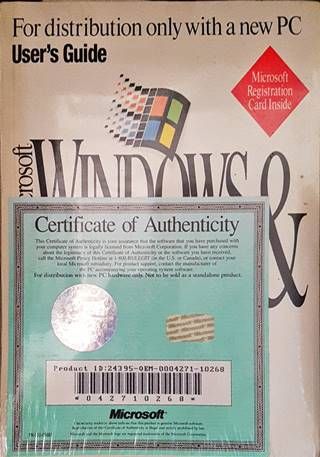 For distribution only with a new PC
User's Guide
Microsoft
Registration
Card Inside
WINDOWS &
Certificate of Authenticity
This Certificate of Authenticity is your assurance that the software that you have purchased with
your computer system is legally licensed from Microsoft Corporation. If you have any concerns
about the legitimacy of this Certificate of Authenticity or the software you have received,
call the Microsoft Piracy Hotline at 1-800-RULEGIT (in the U.S. or Canada), or contact your
local Microsoft subsidiary. For product support, contact the manufacturer of
the PC accompanying your operating system software.
For distribution with new PC hardware only. Not to be sold as a standalone product.
Product ID:24395-OEM-0004271-10268
*0427110268*
Microsoft